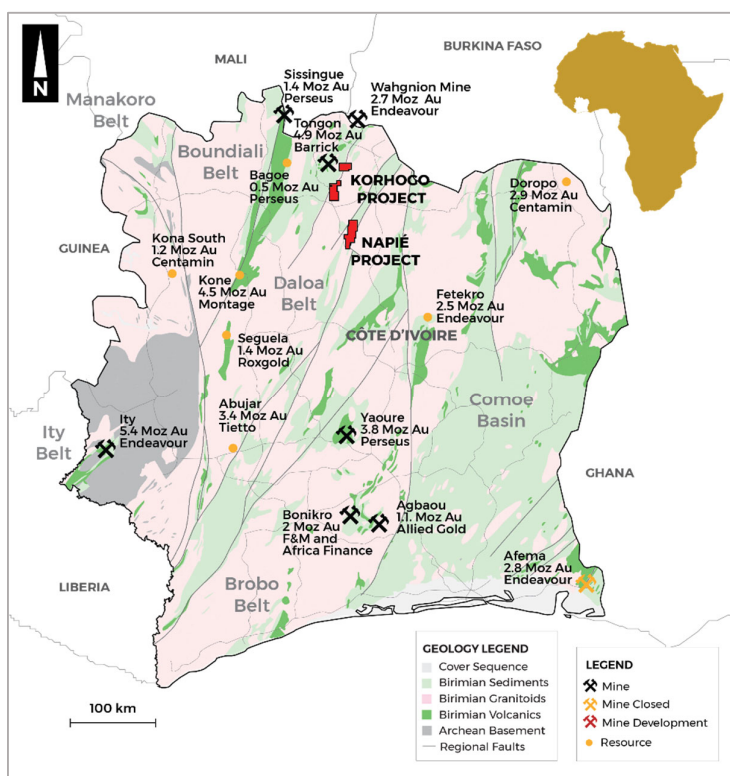 N
MALI
BURKINA FASO
Sissingue
1.4 Moz Au
Perseus
Wahgnion Mine
2.7 Moz Au
Endeavour
Manakoro
Belt
Tongon
4.9 Moz Au
Barrick
Boundiali
Belt
Bagoe
0.5 Moz Au
Perseus
KORHOGO
PROJECT
Doropo
2.9 Moz Au
Centamin
NAPIÉ
PROJECT
GUINEA
Kona South
1.2 Moz Au
Centamin
Kone
4.5 Moz Au
Montage
Daloa
Belt
Fetekro
2.5 Moz Au
Endeavour
CÔTE D'IVOIRE
Seguela
1.4 Moz Au
Roxgold
Comoe
Basin
Abujar
3.4 Moz Au
Tietto
Yaoure
3.8 Moz Au
Perseus
Ity
5.4 Moz Au
Endeavour
Ity
Belt
GHANA
Bonikro
2 Moz Au
F&M and
Africa Finance
Agbaou
1.1. Moz Au
Allied Gold
Afema
2.8 Moz Au
Endeavour
LIBERIA
Brobo
Belt
100 km
GEOLOGY LEGEND
Cover Sequence
Birimian Sediments
Birimian Granitoids
Birimian Volcanics
Archean Basement
Regional Faults
LEGEND
Mine
Mine Closed
Mine Development
Resource